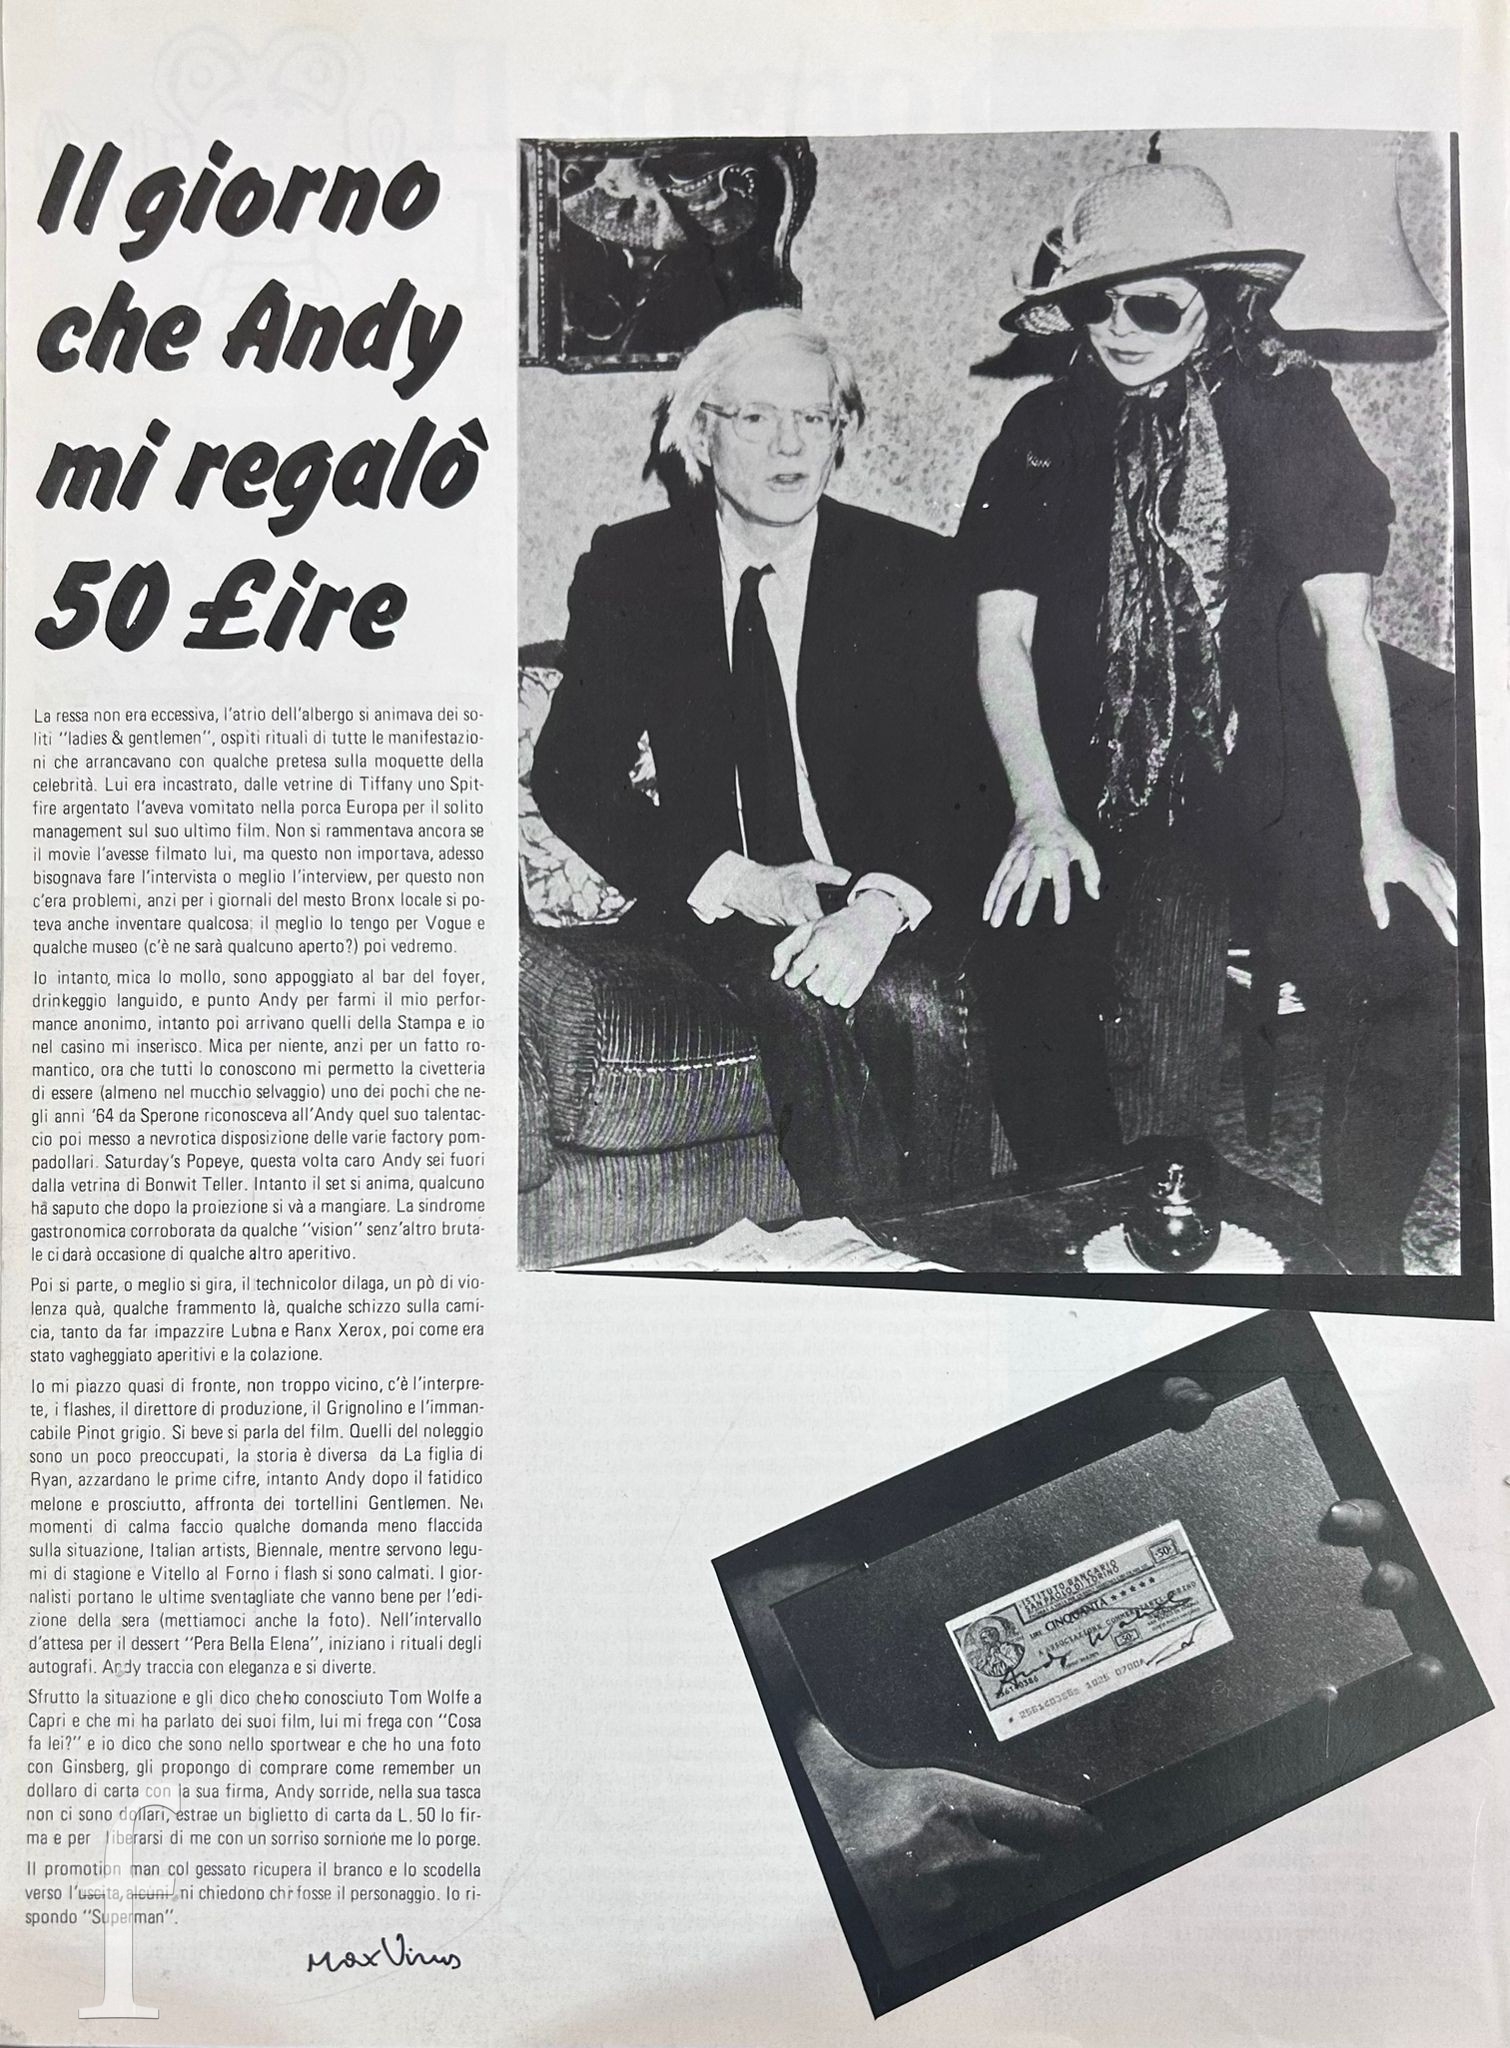 Il giorno
che Andy
mi regalò
50 £ire
La ressa non era eccessiva, l'atrio dell'albergo si animava dei so-
liti "ladies & gentlemen", ospiti rituali di tutte le manifestazio-
ni che arrancavano con qualche pretesa sulla moquette della
celebrità. Lui era incastrato, dalle vetrine di Tiffany uno Spit-
fire argentato l'aveva vomitato nella porca Europa per il solito
management sul suo ultimo film. Non si rammentava ancora se
il movie l'avesse filmato lui, ma questo non importava, adesso
bisognava fare l'intervista o meglio l'interview, per questo non
c'era problemi, anzi per i giornali del mesto Bronx locale si po-
teva anche inventare qualcosa: il meglio lo tengo per Vogue e
qualche museo (c'è ne sarà qualcuno aperto?) poi vedremo.
Io intanto, mica lo mollo, sono appoggiato al bar del foyer,
drinkeggio languido, e punto Andy per farmi il mio perfor-
mance anonimo, intanto poi arrivano quelli della Stampa e io
nel casino mi inserisco. Mica per niente, anzi per un fatto ro-
mantico, ora che tutti lo conoscono mi permetto la civetteria
di essere (almeno nel mucchio selvaggio) uno dei pochi che ne-
gli anni '64 da Sperone riconosceva all'Andy quel suo talentac-
cio poi messo a nevrotica disposizione delle varie factory pom-
padollari. Saturday's Popeye, questa volta caro Andy sei fuori
dalla vetrina di Bonwit Teller. Intanto il set si anima, qualcuno
hà saputo che dopo la proiezione si và a mangiare. La sindrome
gastronomica corroborata da qualche "vision" senz'altro bruta-
le ci darà occasione di qualche altro aperitivo.
Poi si parte, o meglio si gira, il technicolor dilaga, un pò di vio-
lenza quà, qualche frammento là, qualche schizzo sulla cami-
cia, tanto da far impazzire Lubna e Ranx Xerox, poi come era
stato vagheggiato aperitivi e la colazione.
Io mi piazzo quasi di fronte, non troppo vicino, c'è l'interpre-
te, i flashes, il direttore di produzione, il Grignolino e l'imman-
cabile Pinot grigio. Si beve si parla del film. Quelli del noleggio
sono un poco preoccupati, la storia è diversa da La figlia di
Ryan, azzardano le prime cifre, intanto Andy dopo il fatidico
melone e prosciutto, affronta dei tortellini Gentlemen. Nei
momenti di calma faccio qualche domanda meno flaccida
sulla situazione, Italian artists, Biennale, mentre servono legu-
mi di stagione e Vitello al Forno i flash si sono calmati. I gior-
nalisti portano le ultime sventagliate che vanno bene per l'edi-
zione della sera (mettiamoci anche la foto). Nell'intervallo
d'attesa per il dessert "Pera Bella Elena", iniziano i rituali degli
autografi. Andy traccia con eleganza e si diverte.
Sfrutto la situazione e gli dico che ho conosciuto Tom Wolfe a
Capri e che mi ha parlato dei suoi film, lui mi frega con "Cosa
fa lei?" e io dico che sono nello sportwear e che ho una foto
con Ginsberg, gli propongo di comprare come remember un
dollaro di carta con la sua firma, Andy sorride, nella sua tasca
non ci sono dollari, estrae un biglietto di carta da L. 50 lo fir-
ma e per liberarsi di me con un sorriso sornione me lo porge.
Il promotion man col gessato ricupera il branco e lo scodella
verso l'uscita, alcuni ni chiedono chi fosse il personaggio. Io ri-
spondo "Superman".
Max Virus
f
ISTITUTO BANCARIO
SAN PAOLO DI TORINO
-50-
LIRE CINQUANTA *****
A ASSOCIAZIONE COMMERCIANTI
-50-
Andy Warhol